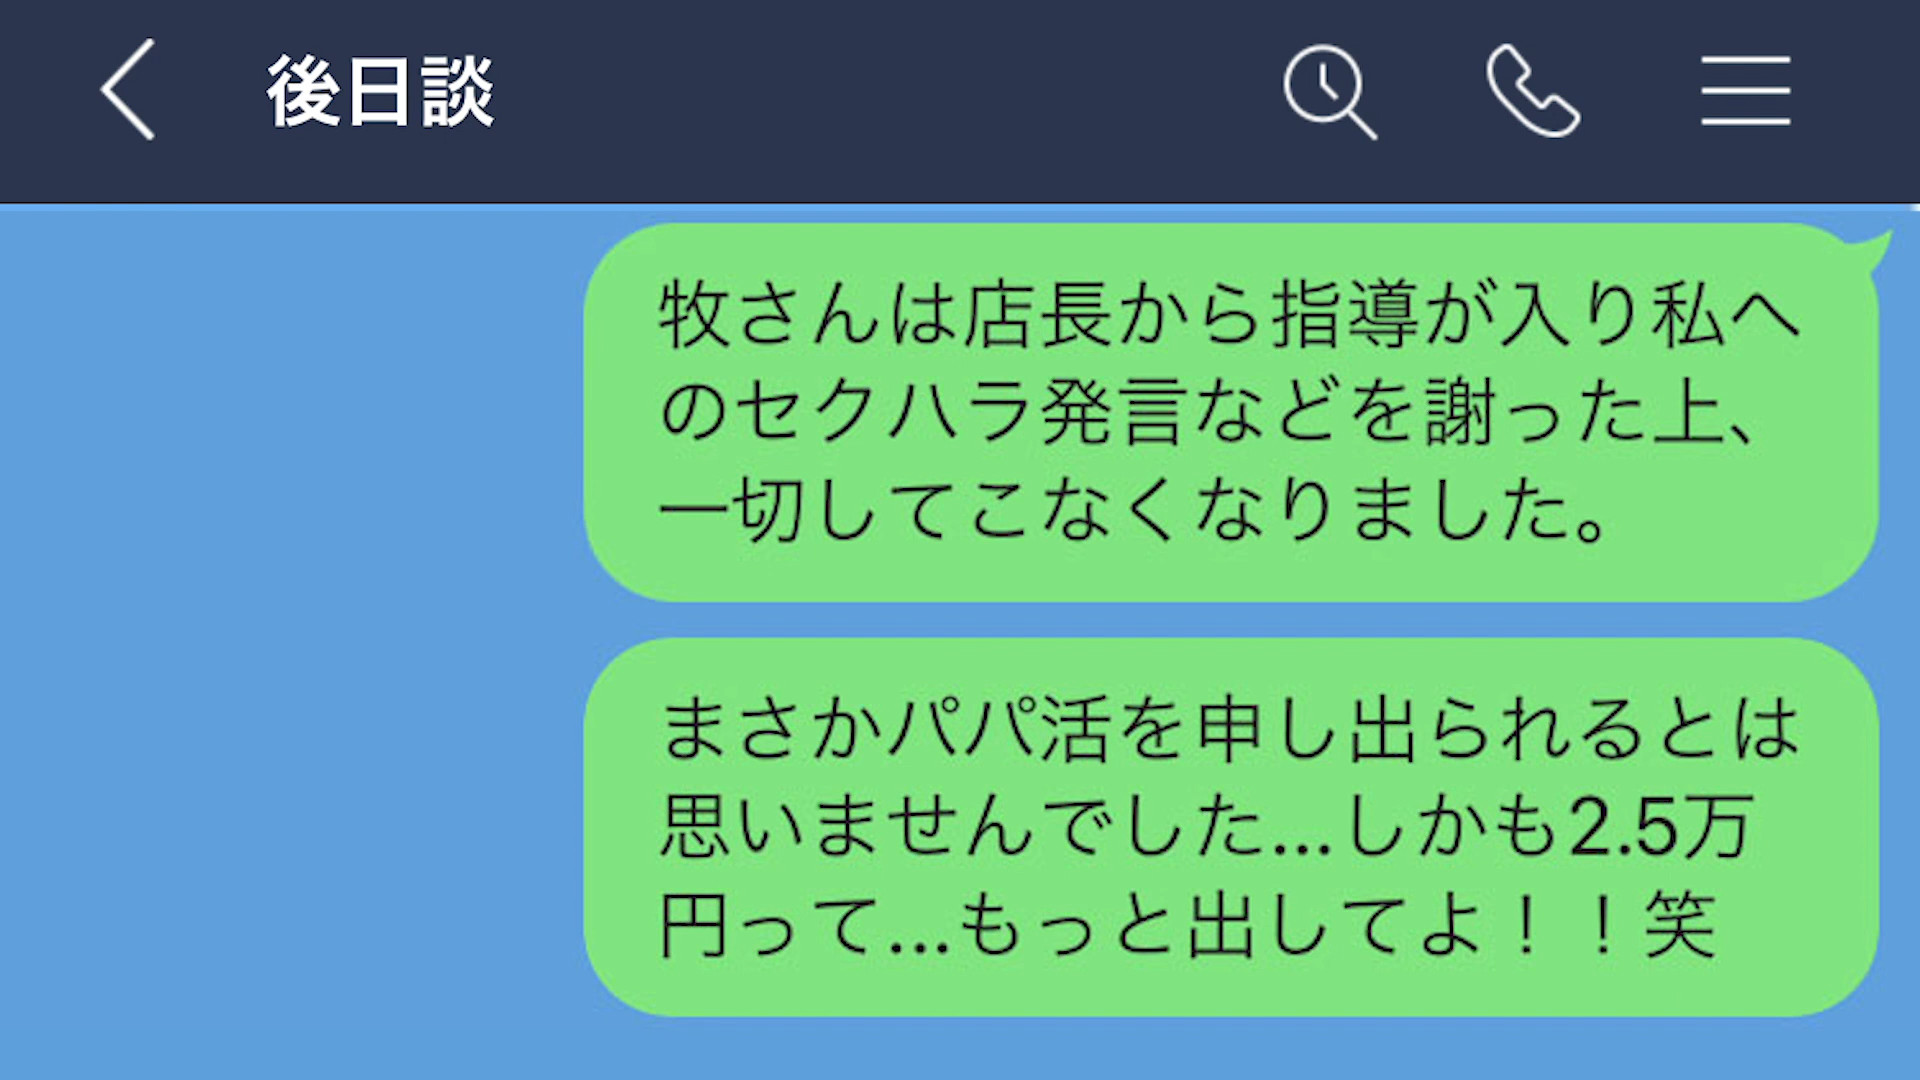 後日談
牧さんは店長から指導が入り私へ
のセクハラ発言などを謝った上、
一切してこなくなりました。
まさかパパ活を申し出られるとは
思いませんでした...しかも2.5万
円って...もっと出してよ！！笑